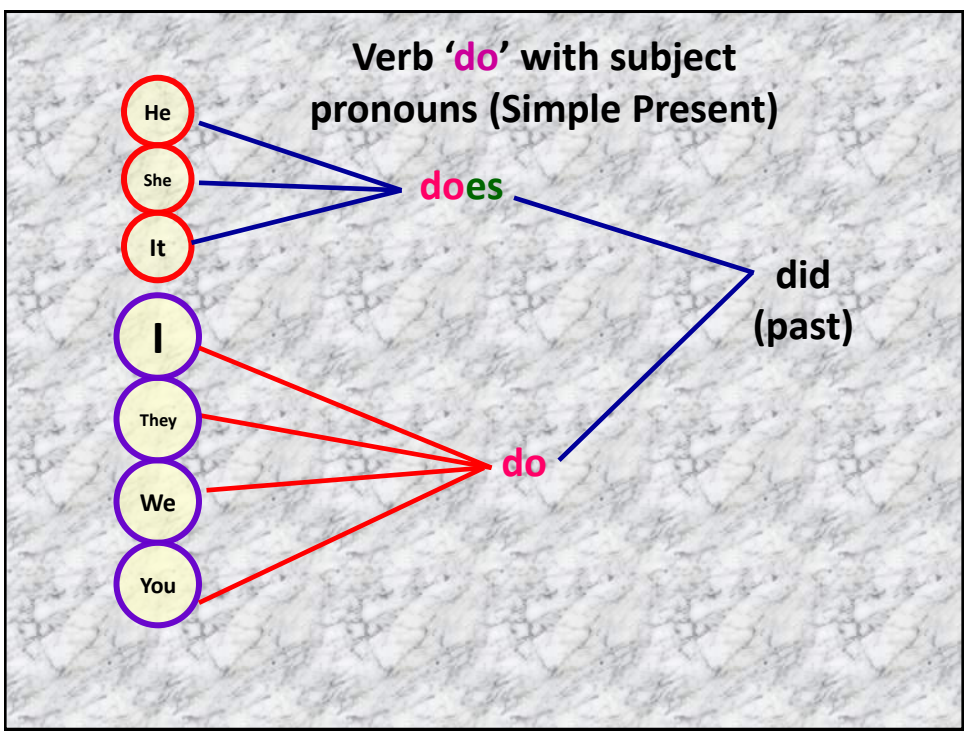 Verb ‘do’ with subject
pronouns (Simple Present)
He
She
It
does
did
(past)
I
They
We
You
do